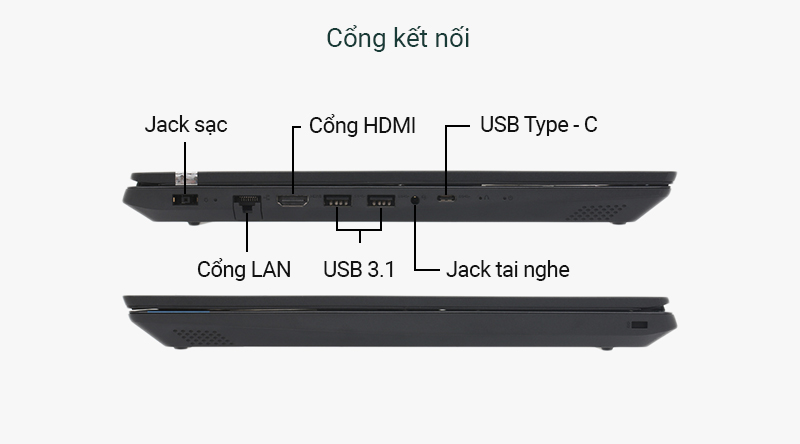 Cổng kết nối
Jack sạc
Cổng HDMI
USB Type - C
Cổng LAN
USB 3.1
Jack tai nghe